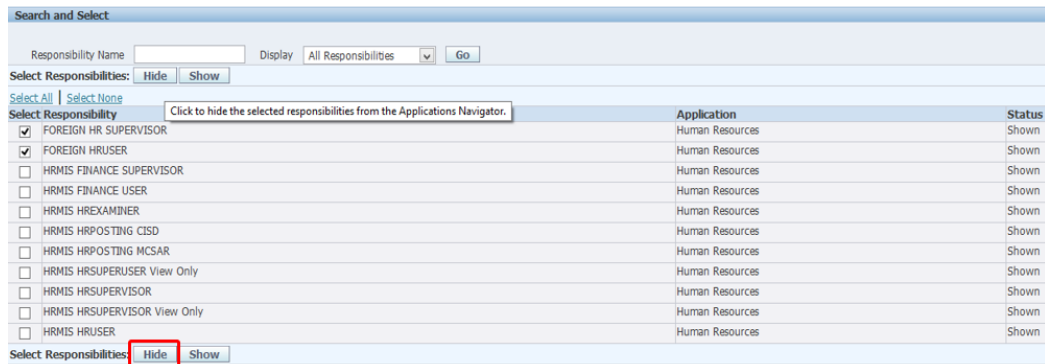 Search and Select
Responsibility Name Display All Responsibilities Go
Select Responsibilities: Hide Show
Select All | Select None
Click to hide the selected responsibilities from the Applications Navigator.
Select Responsibility Application Status
FOREIGN HR SUPERVISOR Human Resources Shown
FOREIGN HRUSER Human Resources Shown
HRMIS FINANCE SUPERVISOR Human Resources Shown
HRMIS FINANCE USER Human Resources Shown
HRMIS HREXAMINER Human Resources Shown
HRMIS HRPOSTING CISD Human Resources Shown
HRMIS HRPOSTING MCSAR Human Resources Shown
HRMIS HRSUPERUSER View Only Human Resources Shown
HRMIS HRSUPERVISOR Human Resources Shown
HRMIS HRSUPERVISOR View Only Human Resources Shown
HRMIS HRUSER Human Resources Shown
Select Responsibilities: Hide Show